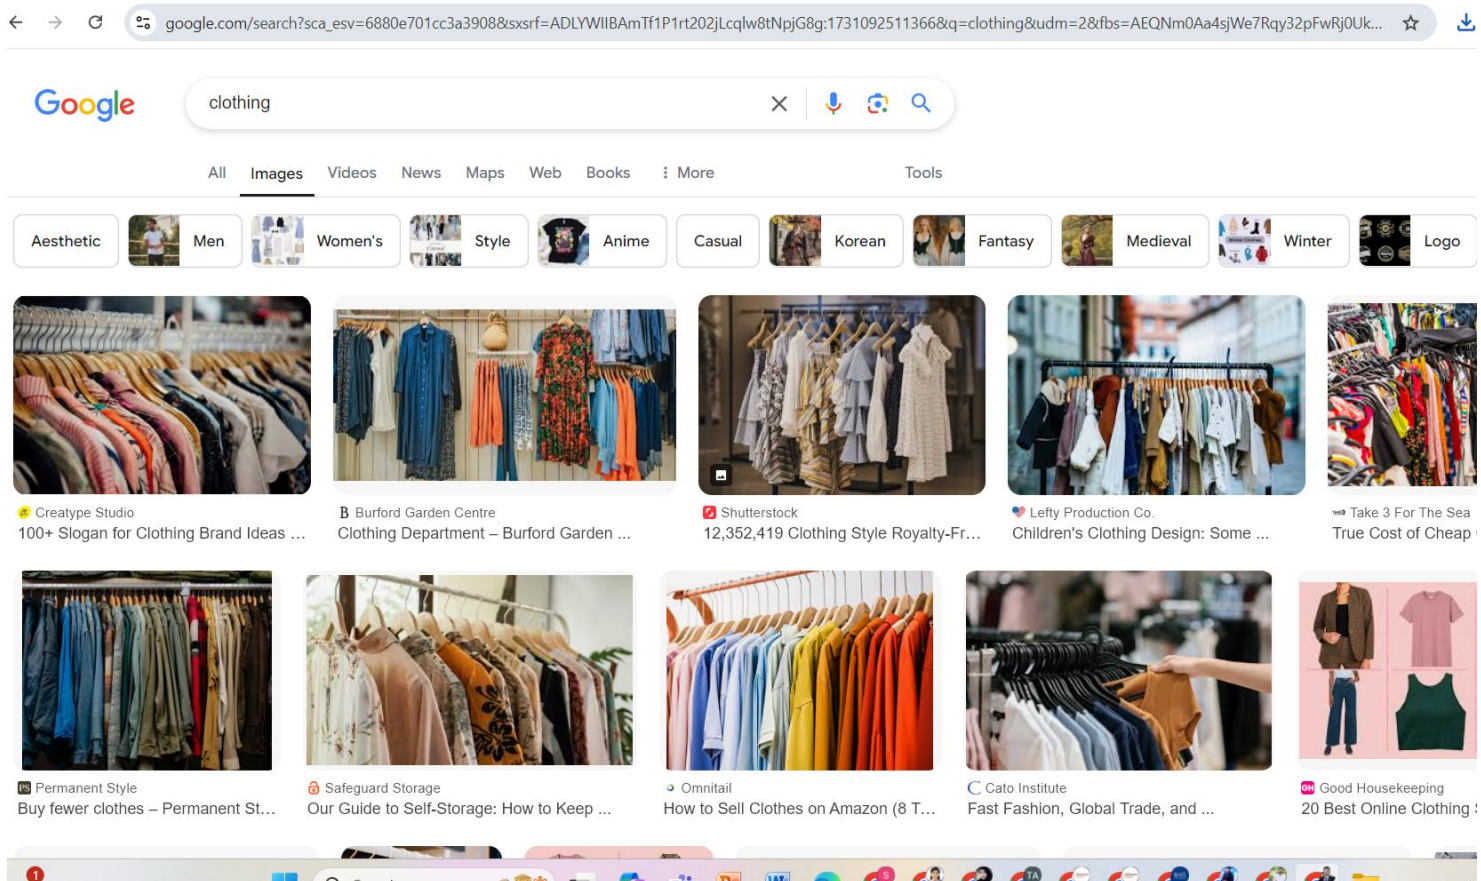 google.com/search?sca_esv=6880e701cc3a3908&sxsrf=ADLYWIIBAmTf1P1rt202jLcqlw8tNpjG8g:1731092511366&q=clothing&udm=2&fbs=AEQNm0Aa4sjWe7Rqy32pFwRj0Uk...
Google
clothing
All Images Videos News Maps Web Books More Tools
Aesthetic Men Women's Style Anime Casual Korean Fantasy Medieval Winter Logo
Creatype Studio
100+ Slogan for Clothing Brand Ideas ...
B Burford Garden Centre
Clothing Department – Burford Garden ...
Shutterstock
12,352,419 Clothing Style Royalty-Fr...
Lefty Production Co.
Children's Clothing Design: Some ...
Take 3 For The Sea
True Cost of Cheap
PS Permanent Style
Buy fewer clothes – Permanent St...
Safeguard Storage
Our Guide to Self-Storage: How to Keep ...
Omnitail
How to Sell Clothes on Amazon (8 T...
Cato Institute
Fast Fashion, Global Trade, and ...
GH Good Housekeeping
20 Best Online Clothing
1
S
TA